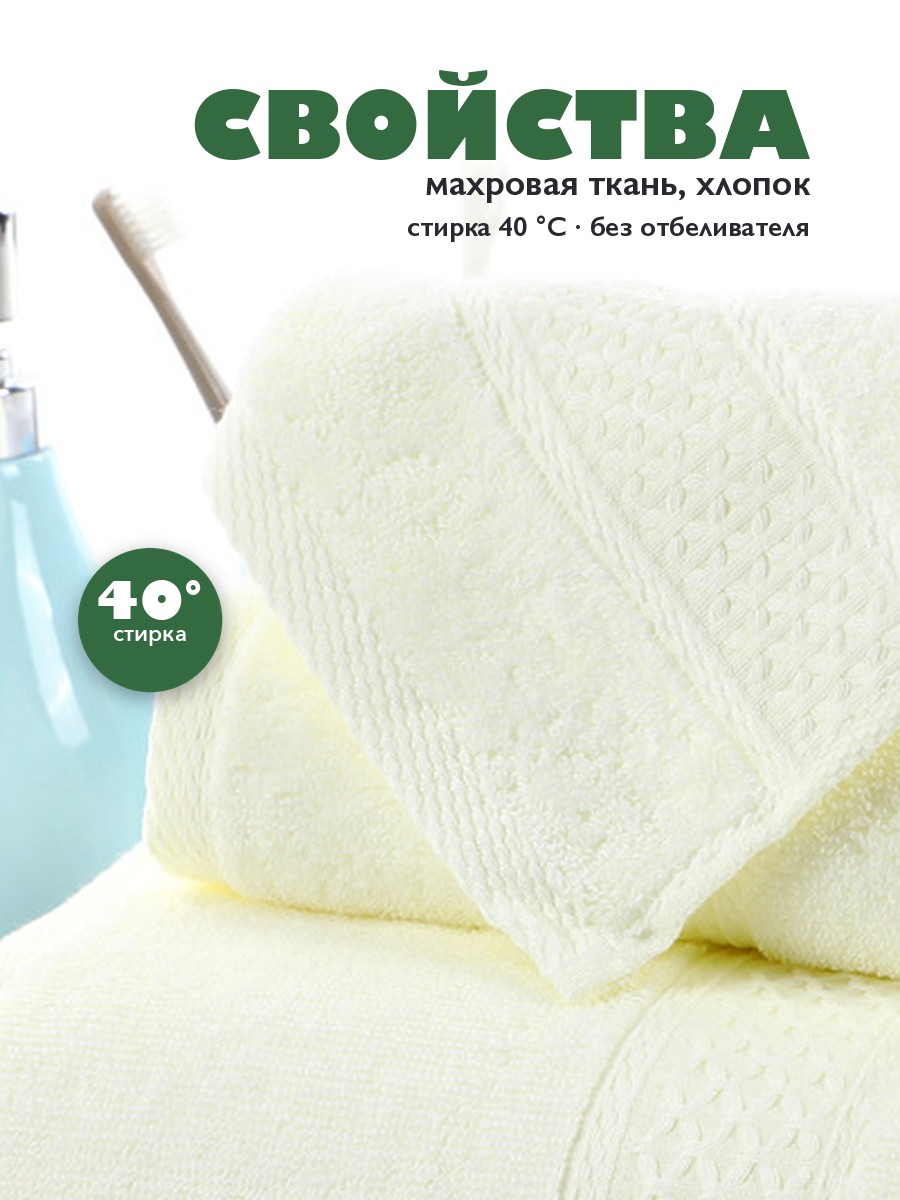 СВОЙСТВА
махровая ткань, хлопок
стирка 40 °С · без отбеливателя
40°
стирка